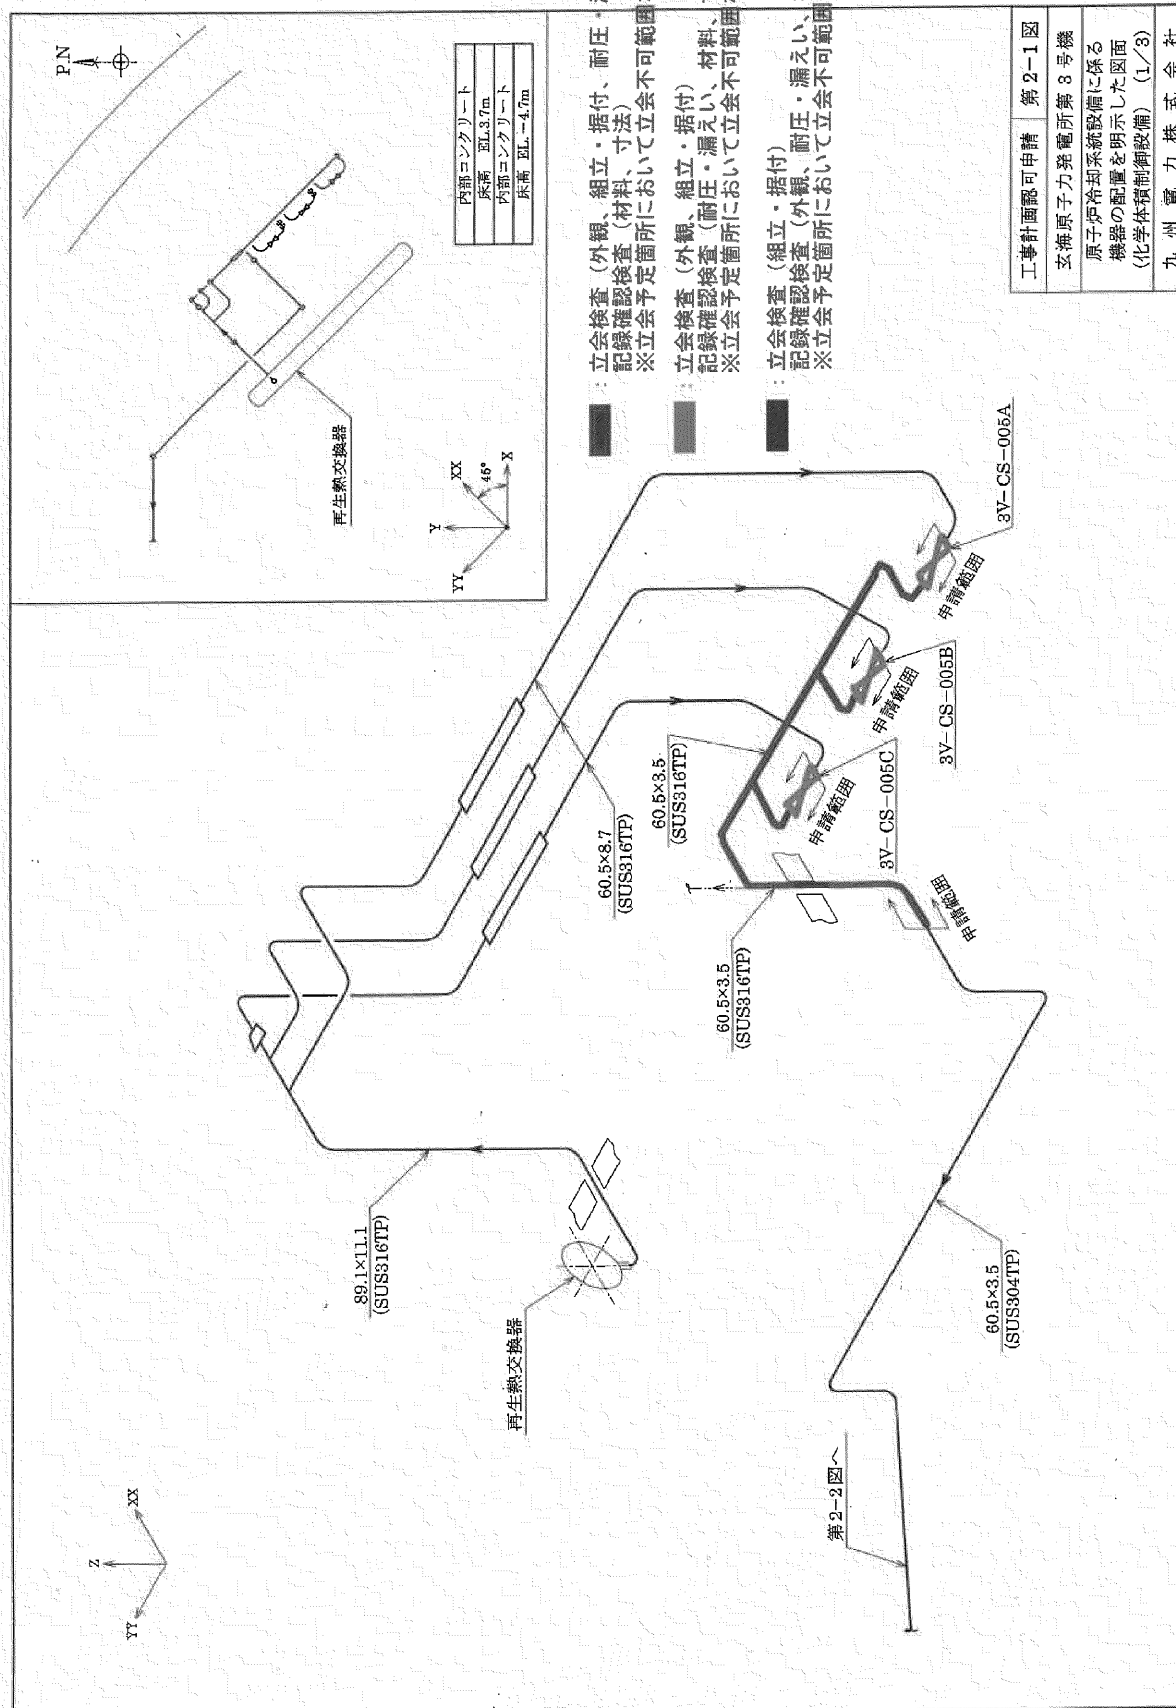 P.N
内部コンクリート
床高 EL.3.7m
内部コンクリート
床高 EL.-4.7m
再生熱交換器
Y
XX
YY
45°
X
：立会検査（外観、組立・据付、耐圧・
記録確認検査（材料、寸法）
※立会予定箇所において立会不可範囲
：立会検査（外観、組立・据付）
記録確認検査（耐圧・漏えい、材料、
※立会予定箇所において立会不可範囲
：立会検査（組立・据付）
記録確認検査（外観、耐圧・漏えい、
※立会予定箇所において立会不可範囲
Z
XX
YY
89.1×11.1
(SUS316TP)
再生熱交換器
60.5×8.7
(SUS316TP)
60.5×3.5
(SUS316TP)
60.5×3.5
(SUS316TP)
申請範囲
3V-CS-005A
申請範囲
3V-CS-005B
申請範囲
3V-CS-005C
申請範囲
60.5×3.5
(SUS304TP)
第2-2図へ
工事計画認可申請 第2-1図
玄海原子力発電所第3号機
原子炉冷却系統設備に係る
機器の配置を明示した図面
(化学体積制御設備) (1/3)
九州電力株式会社